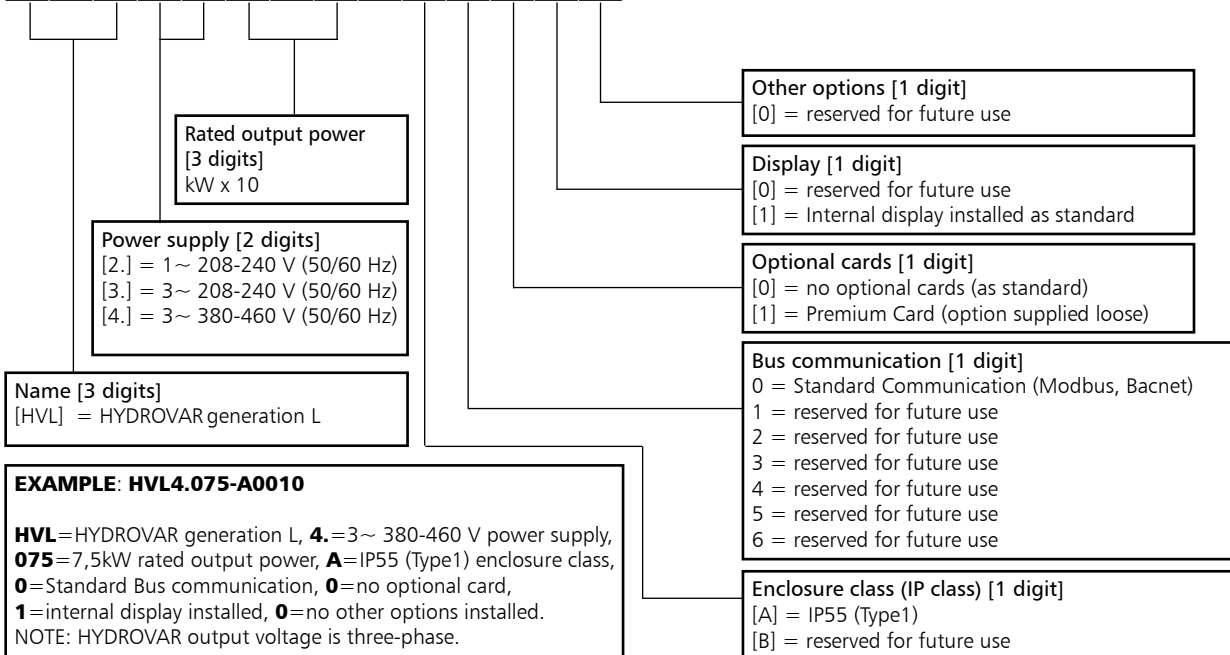 Rated output power
[3 digits]
kW x 10
Power supply [2 digits]
[2.] = 1~ 208-240 V (50/60 Hz)
[3.] = 3~ 208-240 V (50/60 Hz)
[4.] = 3~ 380-460 V (50/60 Hz)
Name [3 digits]
[HVL] = HYDROVAR generation L
EXAMPLE: HVL4.075-A0010
HVL=HYDROVAR generation L, 4.=3~ 380-460 V power supply,
075=7,5kW rated output power, A=IP55 (Type1) enclosure class,
0=Standard Bus communication, 0=no optional card,
1=internal display installed, 0=no other options installed.
NOTE: HYDROVAR output voltage is three-phase.
Other options [1 digit]
[0] = reserved for future use
Display [1 digit]
[0] = reserved for future use
[1] = Internal display installed as standard
Optional cards [1 digit]
[0] = no optional cards (as standard)
[1] = Premium Card (option supplied loose)
Bus communication [1 digit]
0 = Standard Communication (Modbus, Bacnet)
1 = reserved for future use
2 = reserved for future use
3 = reserved for future use
4 = reserved for future use
5 = reserved for future use
6 = reserved for future use
Enclosure class (IP class) [1 digit]
[A] = IP55 (Type1)
[B] = reserved for future use